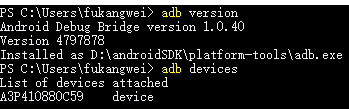 PS C:\Users\fukangwei> adb version
Android Debug Bridge version 1.0.40
Version 4797878
Installed as D:\androidSDK\platform-tools\adb.exe
PS C:\Users\fukangwei> adb devices
List of devices attached
A3P410880C59    device